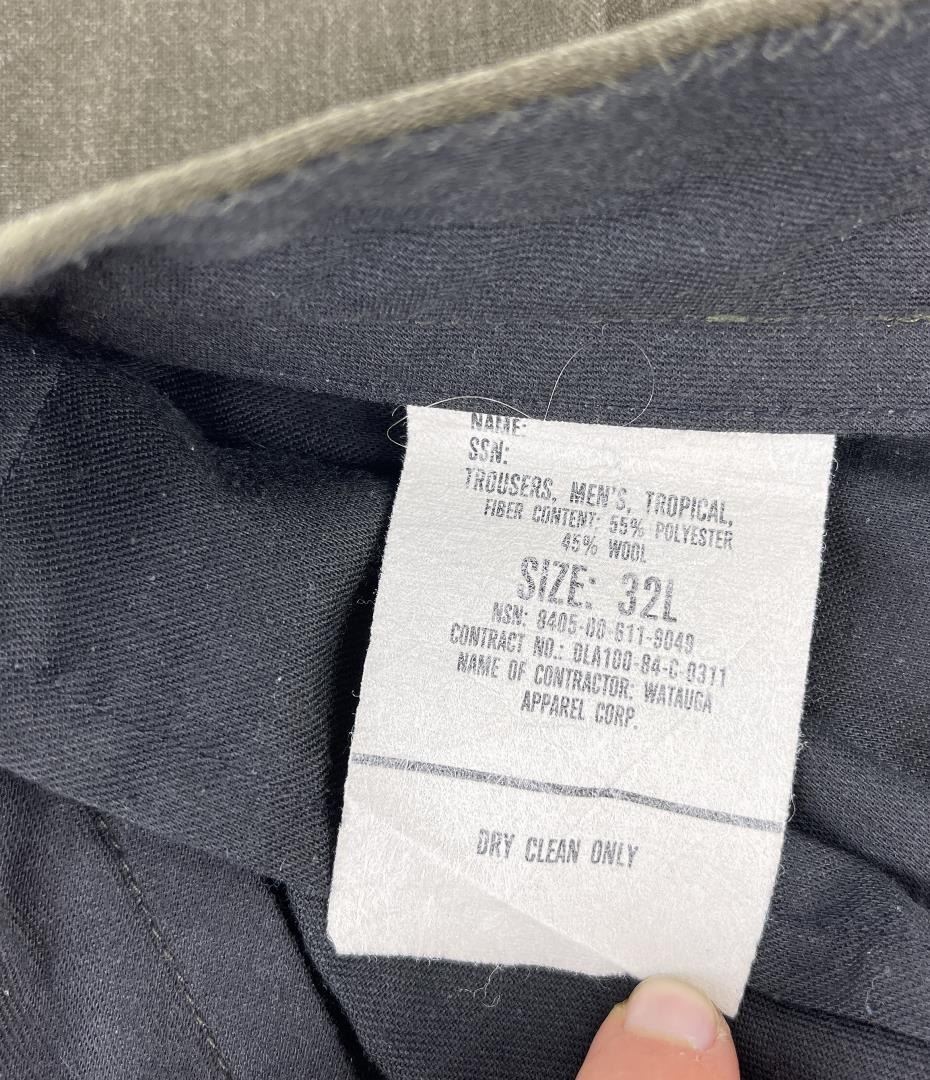 NAME:
SSN:
TROUSERS, MEN'S, TROPICAL,
FIBER CONTENT: 55% POLYESTER
45% WOOL
SIZE: 32L
NSN: 8405-00-611-9049
CONTRACT NO.: DLA100-84-C-0311
NAME OF CONTRACTOR: WATAUGA
APPAREL CORP.
DRY CLEAN ONLY